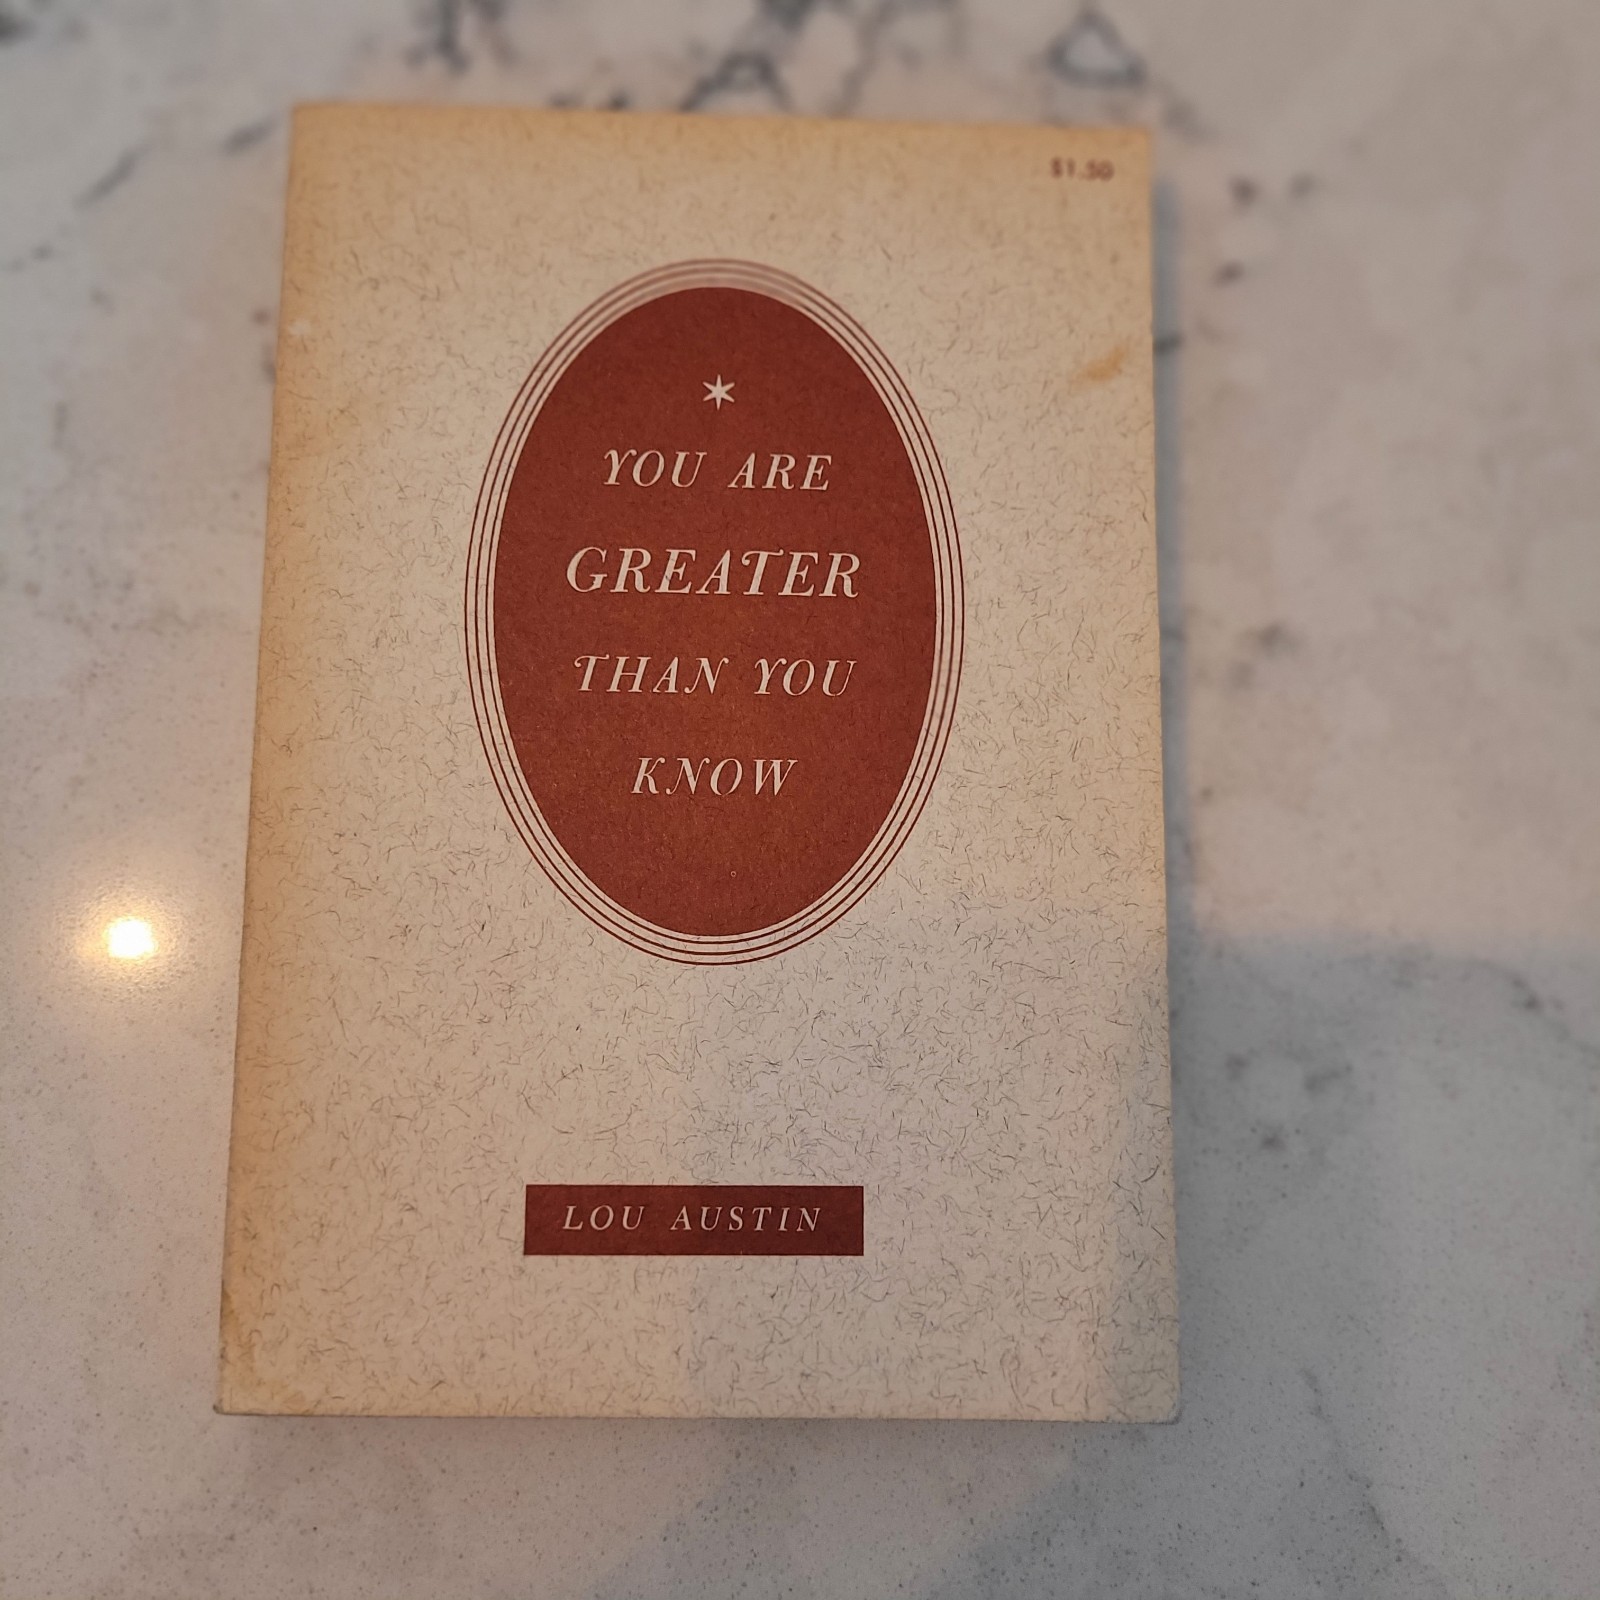 $1.50
YOU ARE
GREATER
THAN YOU
KNOW
LOU AUSTIN